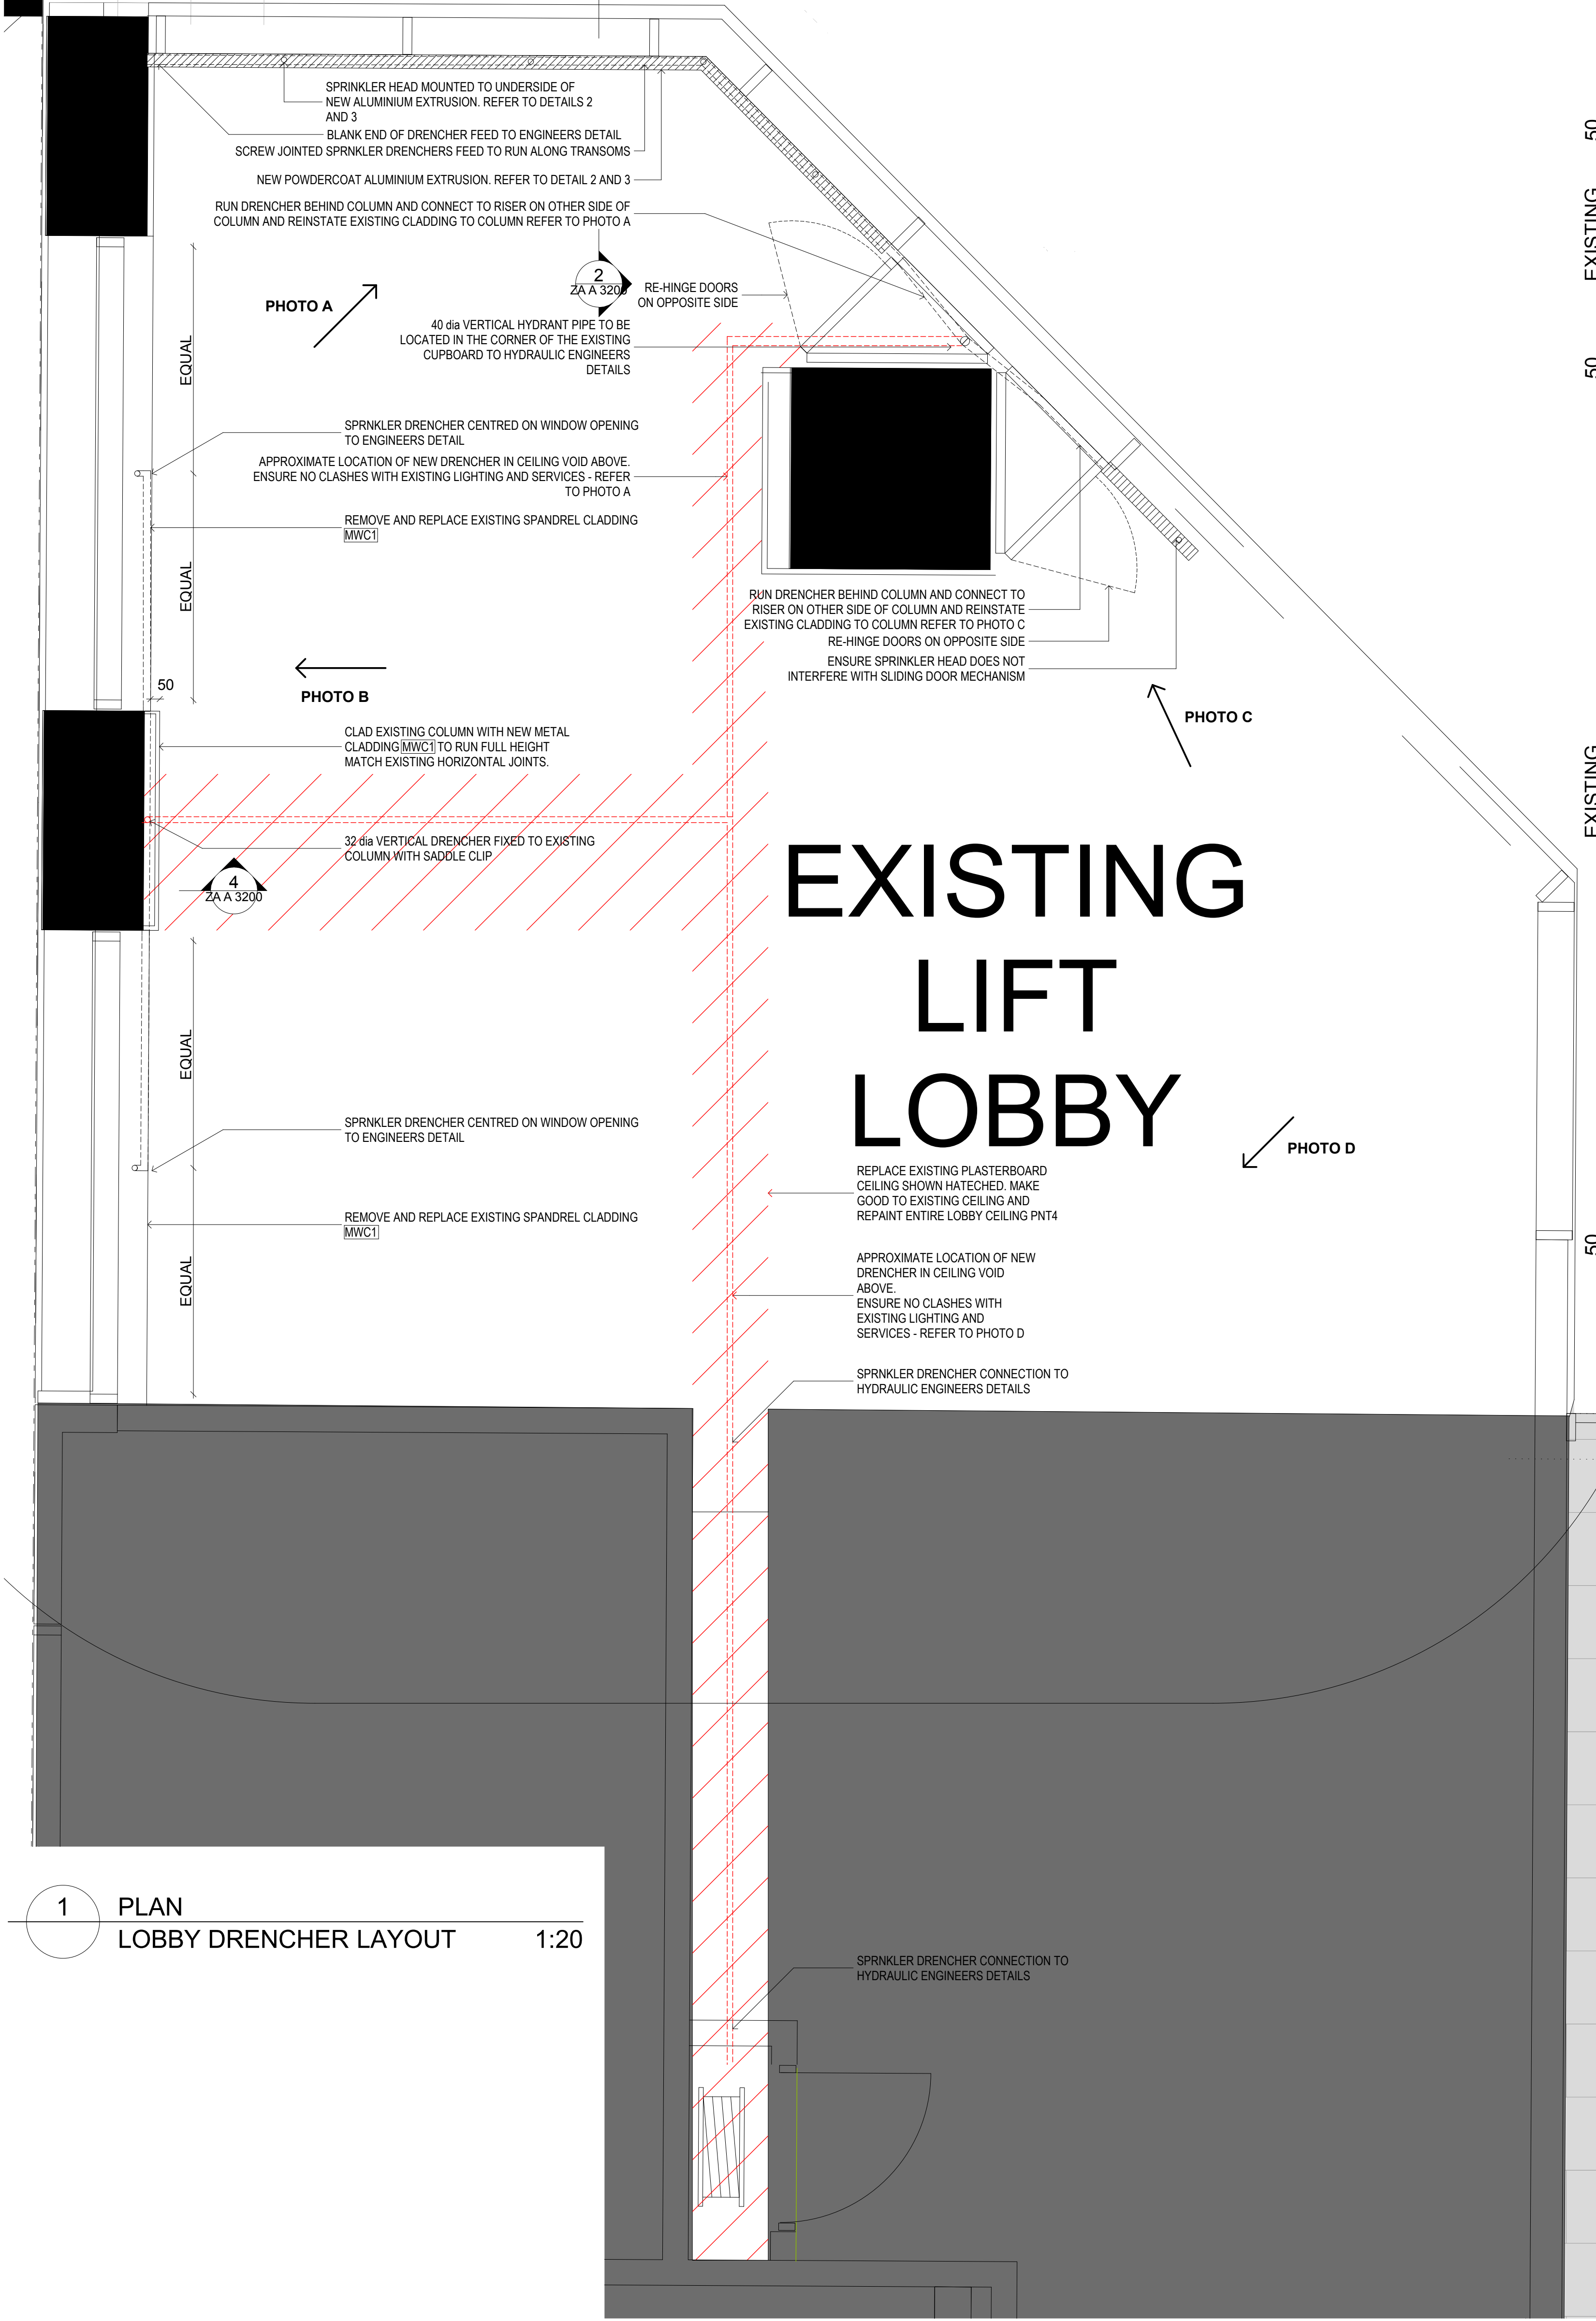 SPRINKLER HEAD MOUNTED TO UNDERSIDE OF
NEW ALUMINIUM EXTRUSION. REFER TO DETAILS 2
AND 3
BLANK END OF DRENCHER FEED TO ENGINEERS DETAIL
SCREW JOINTED SPRNKLER DRENCHERS FEED TO RUN ALONG TRANSOMS
NEW POWDERCOAT ALUMINIUM EXTRUSION. REFER TO DETAIL 2 AND 3
RUN DRENCHER BEHIND COLUMN AND CONNECT TO RISER ON OTHER SIDE OF
COLUMN AND REINSTATE EXISTING CLADDING TO COLUMN REFER TO PHOTO A
2
ZA A 3200
RE-HINGE DOORS
ON OPPOSITE SIDE
PHOTO A
40 dia VERTICAL HYDRANT PIPE TO BE
LOCATED IN THE CORNER OF THE EXISTING
CUPBOARD TO HYDRAULIC ENGINEERS
DETAILS
EQUAL
SPRNKLER DRENCHER CENTRED ON WINDOW OPENING
TO ENGINEERS DETAIL
APPROXIMATE LOCATION OF NEW DRENCHER IN CEILING VOID ABOVE.
ENSURE NO CLASHES WITH EXISTING LIGHTING AND SERVICES - REFER
TO PHOTO A
REMOVE AND REPLACE EXISTING SPANDREL CLADDING
MWC1
EQUAL
RUN DRENCHER BEHIND COLUMN AND CONNECT TO
RISER ON OTHER SIDE OF COLUMN AND REINSTATE
EXISTING CLADDING TO COLUMN REFER TO PHOTO C
RE-HINGE DOORS ON OPPOSITE SIDE
ENSURE SPRINKLER HEAD DOES NOT
INTERFERE WITH SLIDING DOOR MECHANISM
50
PHOTO B
PHOTO C
CLAD EXISTING COLUMN WITH NEW METAL
CLADDING MWC1 TO RUN FULL HEIGHT
MATCH EXISTING HORIZONTAL JOINTS.
32 dia VERTICAL DRENCHER FIXED TO EXISTING
COLUMN WITH SADDLE CLIP
4
ZA A 3200
EXISTING
LIFT
LOBBY
EQUAL
SPRNKLER DRENCHER CENTRED ON WINDOW OPENING
TO ENGINEERS DETAIL
PHOTO D
REPLACE EXISTING PLASTERBOARD
CEILING SHOWN HATECHED. MAKE
GOOD TO EXISTING CEILING AND
REPAINT ENTIRE LOBBY CEILING PNT4
REMOVE AND REPLACE EXISTING SPANDREL CLADDING
MWC1
EQUAL
APPROXIMATE LOCATION OF NEW
DRENCHER IN CEILING VOID
ABOVE.
ENSURE NO CLASHES WITH
EXISTING LIGHTING AND
SERVICES - REFER TO PHOTO D
SPRNKLER DRENCHER CONNECTION TO
HYDRAULIC ENGINEERS DETAILS
1
PLAN
LOBBY DRENCHER LAYOUT 1:20
SPRNKLER DRENCHER CONNECTION TO
HYDRAULIC ENGINEERS DETAILS
50
EXISTING
50
EXISTING
50